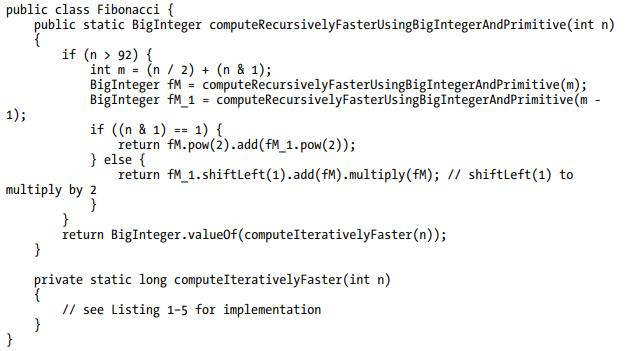 public class Fibonacci {
    public static BigInteger computeRecursivelyFasterUsingBigIntegerAndPrimitive(int n)
    {
        if (n > 92) {
            int m = (n / 2) + (n & 1);
            BigInteger fM = computeRecursivelyFasterUsingBigIntegerAndPrimitive(m);
            BigInteger fM_1 = computeRecursivelyFasterUsingBigIntegerAndPrimitive(m -
1);
            if ((n & 1) == 1) {
                return fM.pow(2).add(fM_1.pow(2));
            } else {
                return fM_1.shiftLeft(1).add(fM).multiply(fM); // shiftLeft(1) to
multiply by 2
            }
        }
        return BigInteger.valueOf(computeIterativelyFaster(n));
    }

    private static long computeIterativelyFaster(int n)
    {
        // see Listing 1–5 for implementation
    }
}